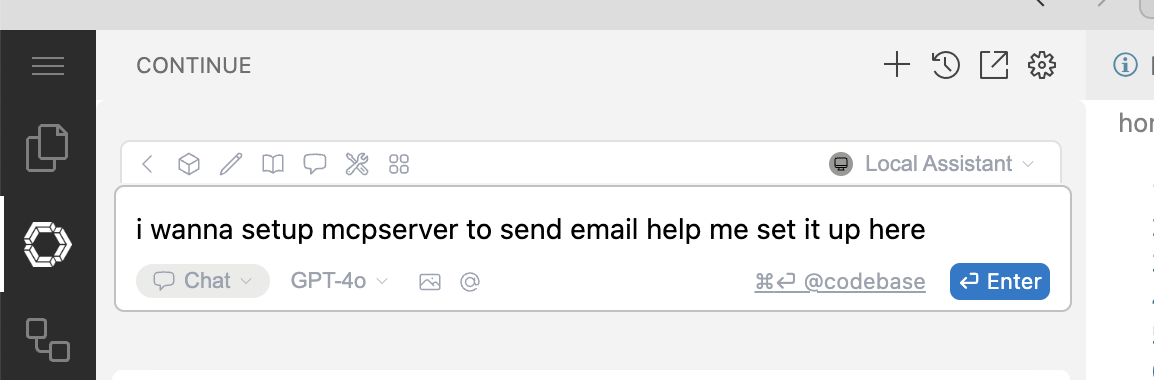 CONTINUE
Local Assistant
i wanna setup mcpserver to send email help me set it up here
Chat
GPT-4o
⌘⏎ @codebase
⏎ Enter